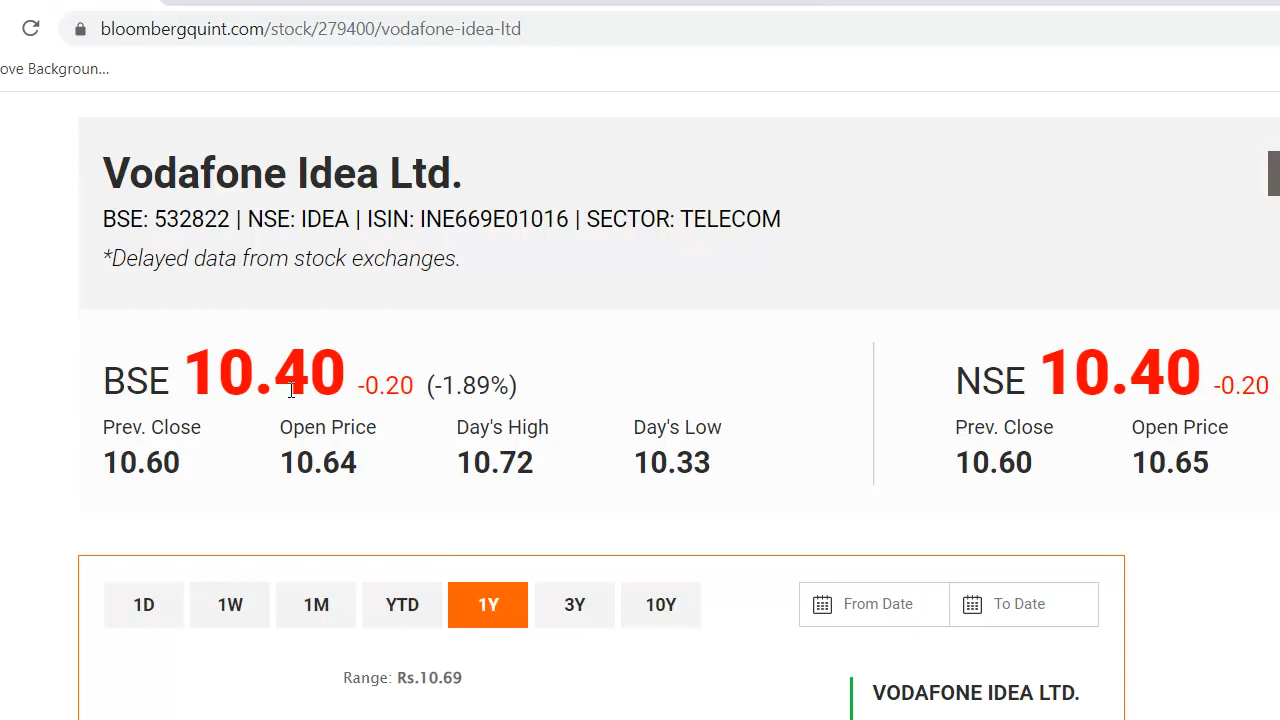 bloombergquint.com/stock/279400/vodafone-idea-ltd
ove Backgroun...
Vodafone Idea Ltd.
BSE: 532822 | NSE: IDEA | ISIN: INE669E01016 | SECTOR: TELECOM
*Delayed data from stock exchanges.
BSE 10.40 -0.20 (-1.89%)
Prev. Close Open Price Day's High Day's Low
10.60 10.64 10.72 10.33
NSE 10.40 -0.20
Prev. Close Open Price
10.60 10.65
1D 1W 1M YTD 1Y 3Y 10Y
From Date To Date
Range: Rs.10.69
VODAFONE IDEA LTD.